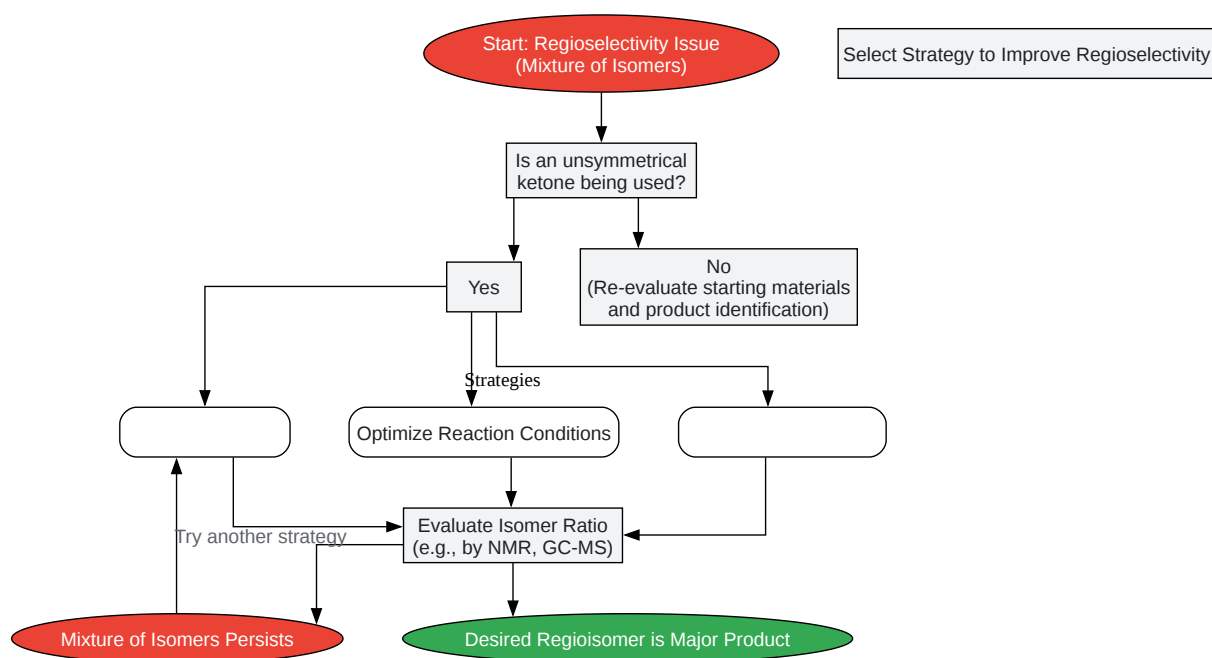 Start: Regioselectivity Issue
(Mixture of Isomers)
Select Strategy to Improve Regioselectivity
Is an unsymmetrical
ketone being used?
Yes
No
(Re-evaluate starting materials
and product identification)
Strategies
Optimize Reaction Conditions
Evaluate Isomer Ratio
(e.g., by NMR, GC-MS)
Try another strategy
Mixture of Isomers Persists
Desired Regioisomer is Major Product